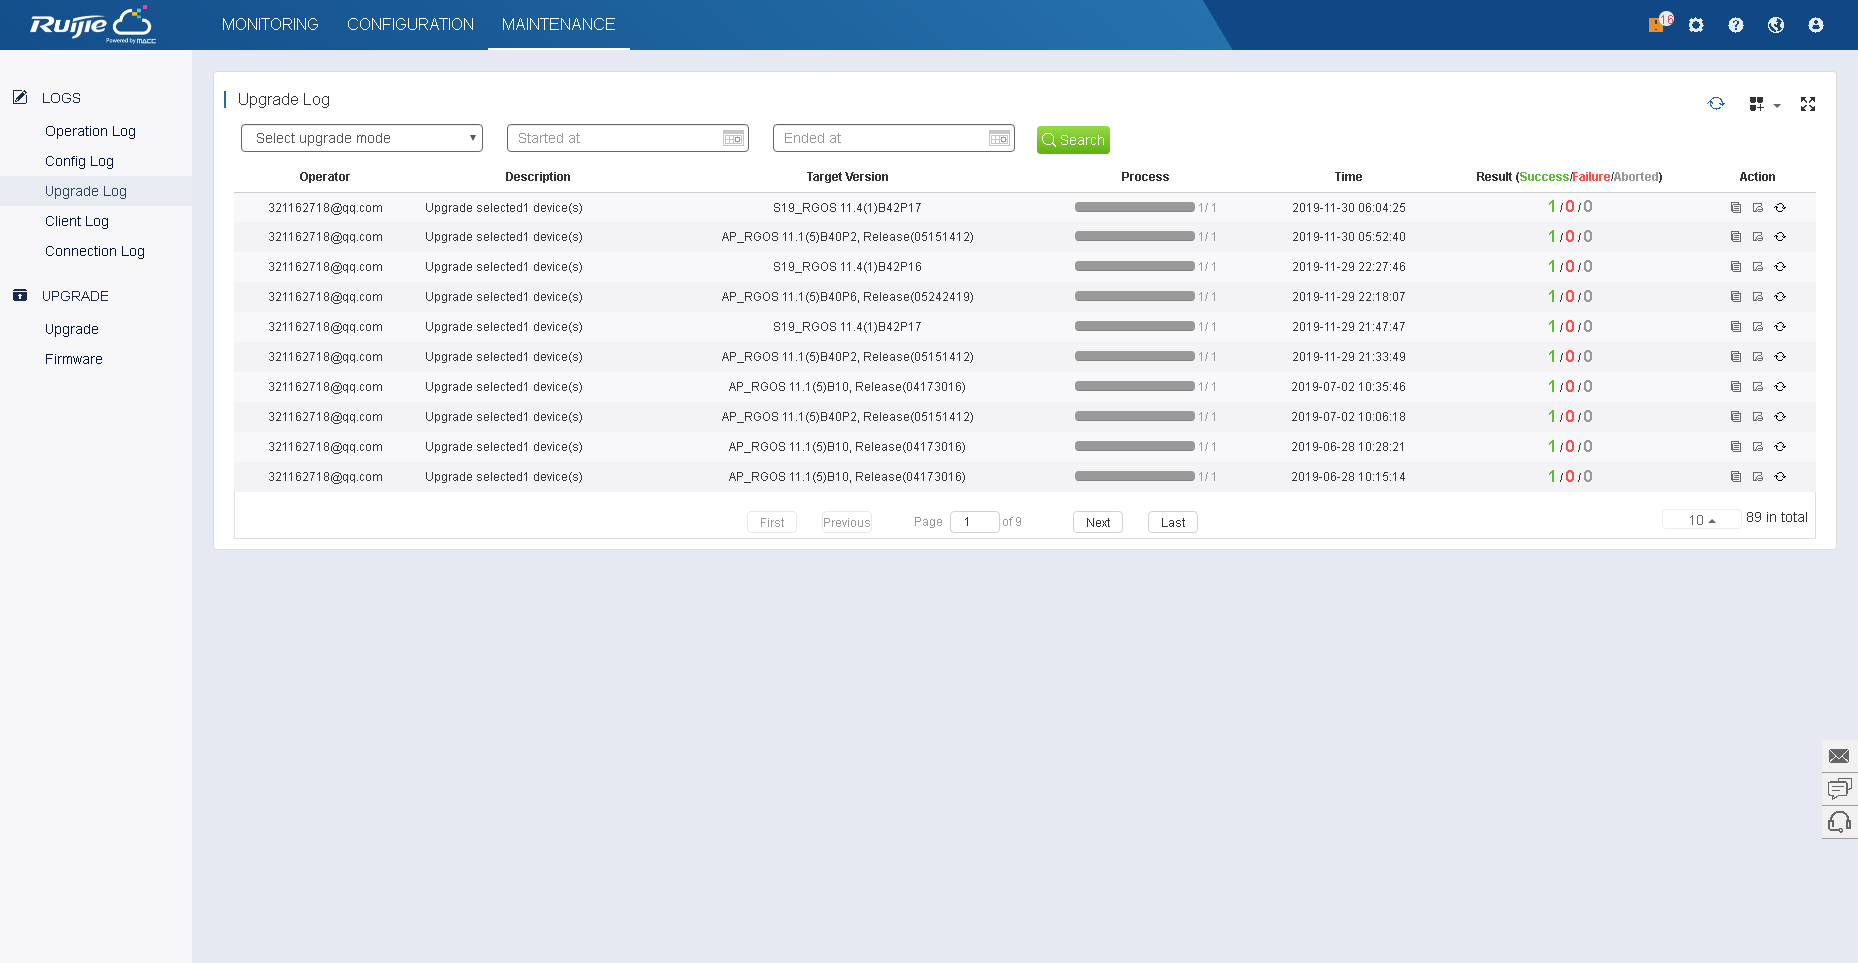 Ruijie
Powered by MACC
MONITORING CONFIGURATION MAINTENANCE
16
LOGS
Operation Log
Config Log
Upgrade Log
Client Log
Connection Log
UPGRADE
Upgrade
Firmware
Upgrade Log
Select upgrade mode Started at Ended at Search
Operator Description Target Version Process Time Result (Success/Failure/Aborted) Action
321162718@qq.com Upgrade selected1 device(s) S19_RGOS 11.4(1)B42P17 1/ 1 2019-11-30 06:04:25 1 / 0 / 0
321162718@qq.com Upgrade selected1 device(s) AP_RGOS 11.1(5)B40P2, Release(05151412) 1/ 1 2019-11-30 05:52:40 1 / 0 / 0
321162718@qq.com Upgrade selected1 device(s) S19_RGOS 11.4(1)B42P16 1/ 1 2019-11-29 22:27:46 1 / 0 / 0
321162718@qq.com Upgrade selected1 device(s) AP_RGOS 11.1(5)B40P6, Release(05242419) 1/ 1 2019-11-29 22:18:07 1 / 0 / 0
321162718@qq.com Upgrade selected1 device(s) S19_RGOS 11.4(1)B42P17 1/ 1 2019-11-29 21:47:47 1 / 0 / 0
321162718@qq.com Upgrade selected1 device(s) AP_RGOS 11.1(5)B40P2, Release(05151412) 1/ 1 2019-11-29 21:33:49 1 / 0 / 0
321162718@qq.com Upgrade selected1 device(s) AP_RGOS 11.1(5)B10, Release(04173016) 1/ 1 2019-07-02 10:35:46 1 / 0 / 0
321162718@qq.com Upgrade selected1 device(s) AP_RGOS 11.1(5)B40P2, Release(05151412) 1/ 1 2019-07-02 10:06:18 1 / 0 / 0
321162718@qq.com Upgrade selected1 device(s) AP_RGOS 11.1(5)B10, Release(04173016) 1/ 1 2019-06-28 10:28:21 1 / 0 / 0
321162718@qq.com Upgrade selected1 device(s) AP_RGOS 11.1(5)B10, Release(04173016) 1/ 1 2019-06-28 10:15:14 1 / 0 / 0
First Previous Page 1 of 9 Next Last 10 89 in total